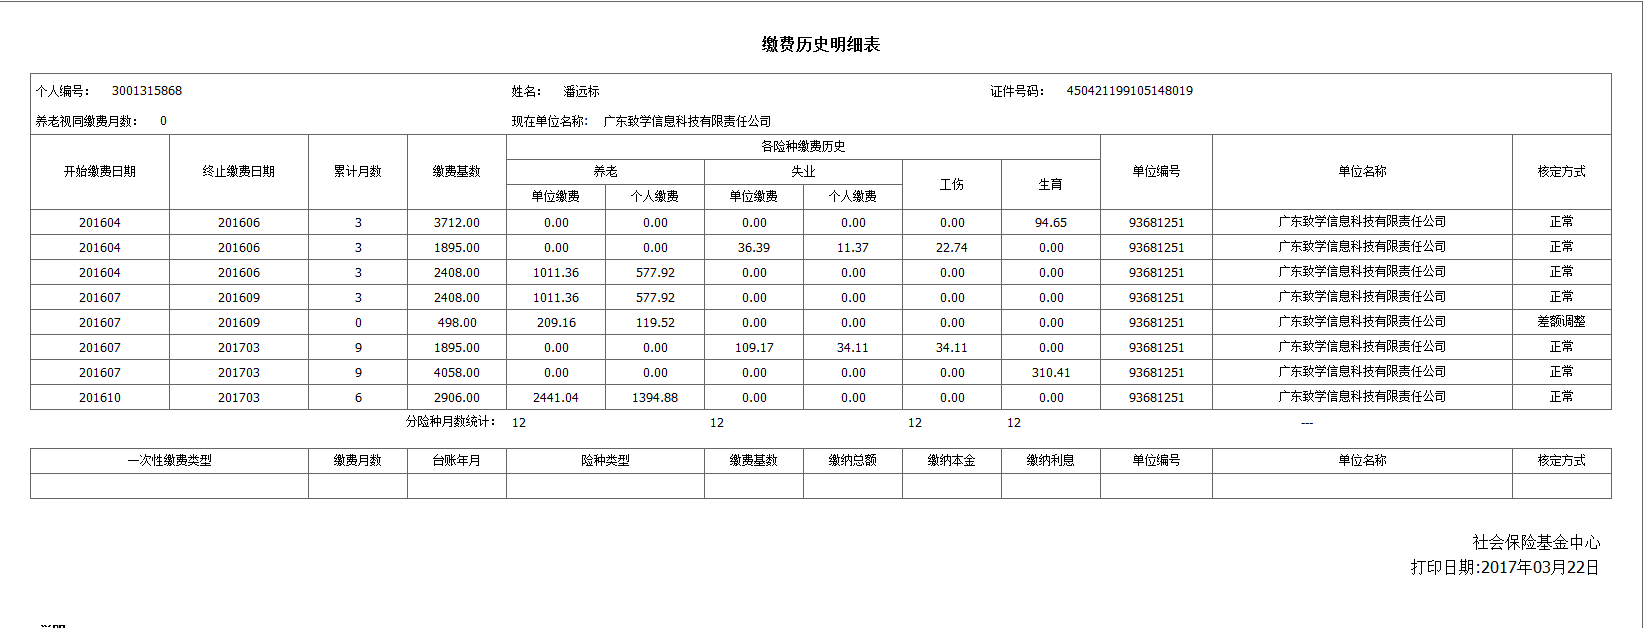 缴费历史明细表
个人编号： 3001315868 姓名： 潘远标 证件号码： 450421199105148019
养老视同缴费月数： 0 现在单位名称: 广东致学信息科技有限责任公司
开始缴费日期 终止缴费日期 累计月数 缴费基数 各险种缴费历史 单位编号 单位名称 核定方式
养老 失业 工伤 生育
单位缴费 个人缴费 单位缴费 个人缴费
201604 201606 3 3712.00 0.00 0.00 0.00 0.00 0.00 94.65 93681251 广东致学信息科技有限责任公司 正常
201604 201606 3 1895.00 0.00 0.00 36.39 11.37 22.74 0.00 93681251 广东致学信息科技有限责任公司 正常
201604 201606 3 2408.00 1011.36 577.92 0.00 0.00 0.00 0.00 93681251 广东致学信息科技有限责任公司 正常
201607 201609 3 2408.00 1011.36 577.92 0.00 0.00 0.00 0.00 93681251 广东致学信息科技有限责任公司 正常
201607 201609 0 498.00 209.16 119.52 0.00 0.00 0.00 0.00 93681251 广东致学信息科技有限责任公司 差额调整
201607 201703 9 1895.00 0.00 0.00 109.17 34.11 34.11 0.00 93681251 广东致学信息科技有限责任公司 正常
201607 201703 9 4058.00 0.00 0.00 0.00 0.00 0.00 310.41 93681251 广东致学信息科技有限责任公司 正常
201610 201703 6 2906.00 2441.04 1394.88 0.00 0.00 0.00 0.00 93681251 广东致学信息科技有限责任公司 正常
分险种月数统计： 12 12 12 12 ---
一次性缴费类型 缴费月数 台账年月 险种类型 缴费基数 缴纳总额 缴纳本金 缴纳利息 单位编号 单位名称 核定方式
社会保险基金中心
打印日期:2017年03月22日